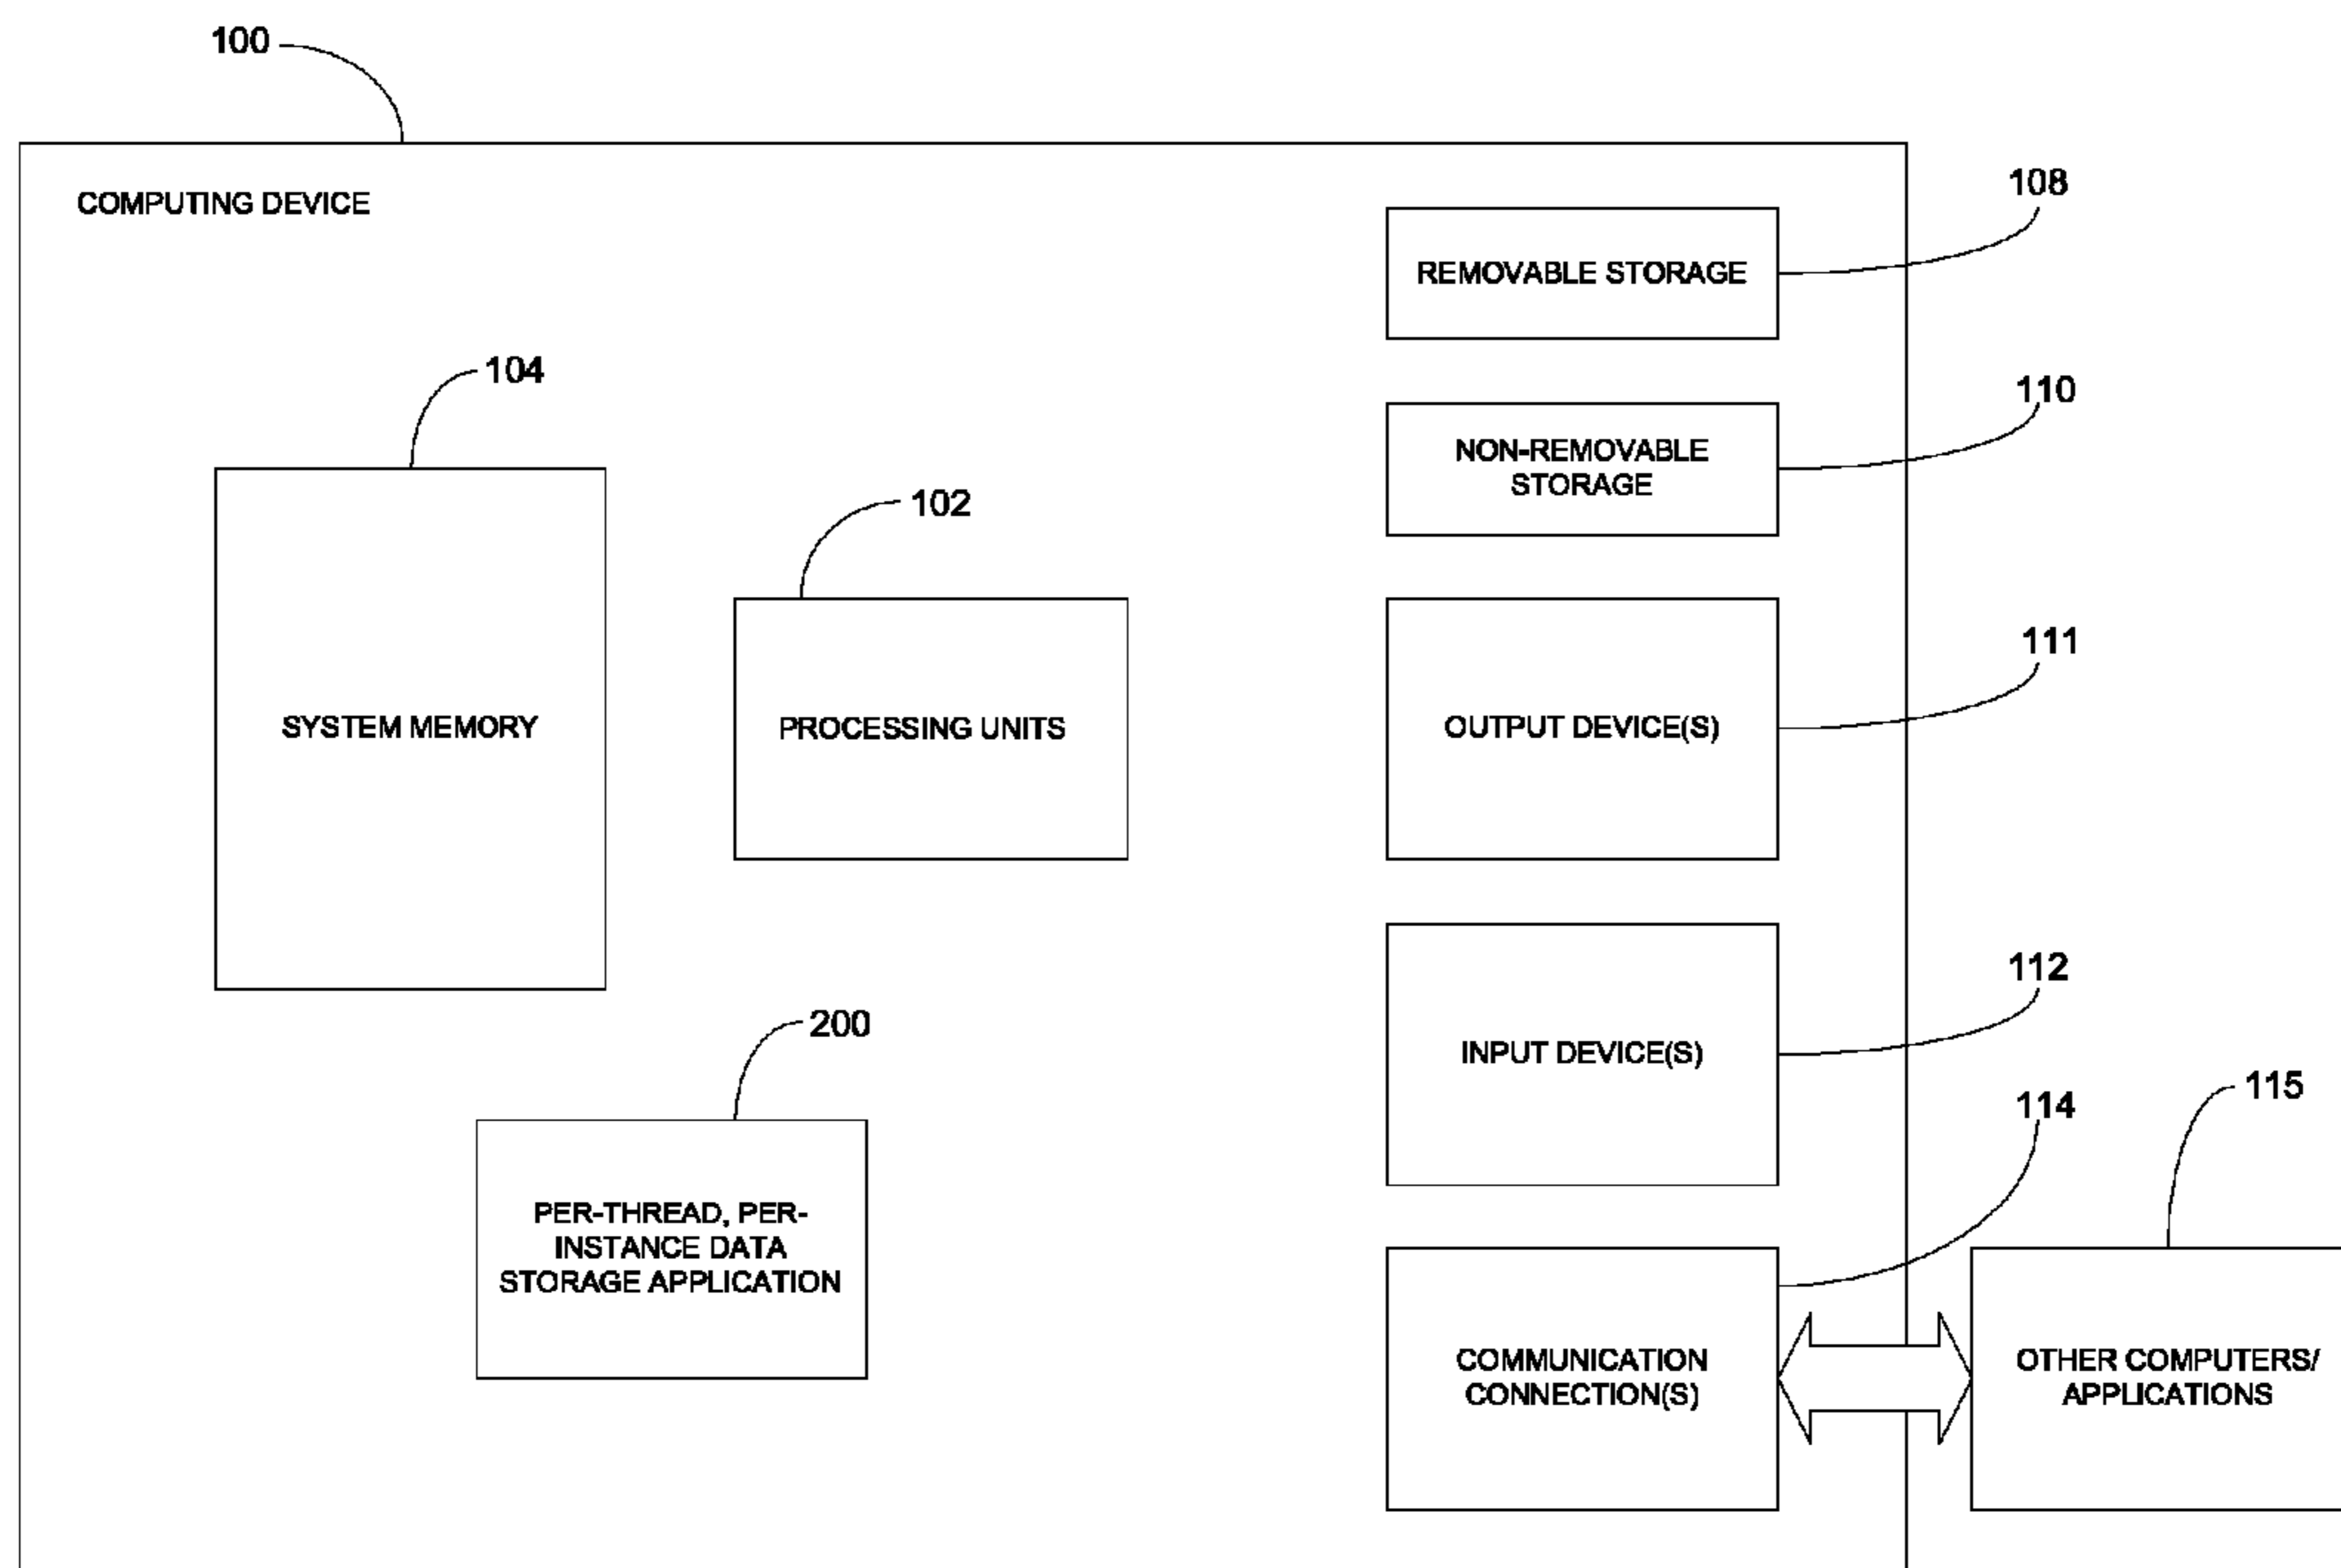 100
COMPUTING DEVICE
108
REMOVABLE STORAGE
104
110
NON-REMOVABLE
STORAGE
102
111
SYSTEM MEMORY
PROCESSING UNITS
OUTPUT DEVICE(S)
112
200
INPUT DEVICE(S)
115
114
PER-THREAD, PER-
INSTANCE DATA
STORAGE APPLICATION
COMMUNICATION
CONNECTION(S)
OTHER COMPUTERS/
APPLICATIONS